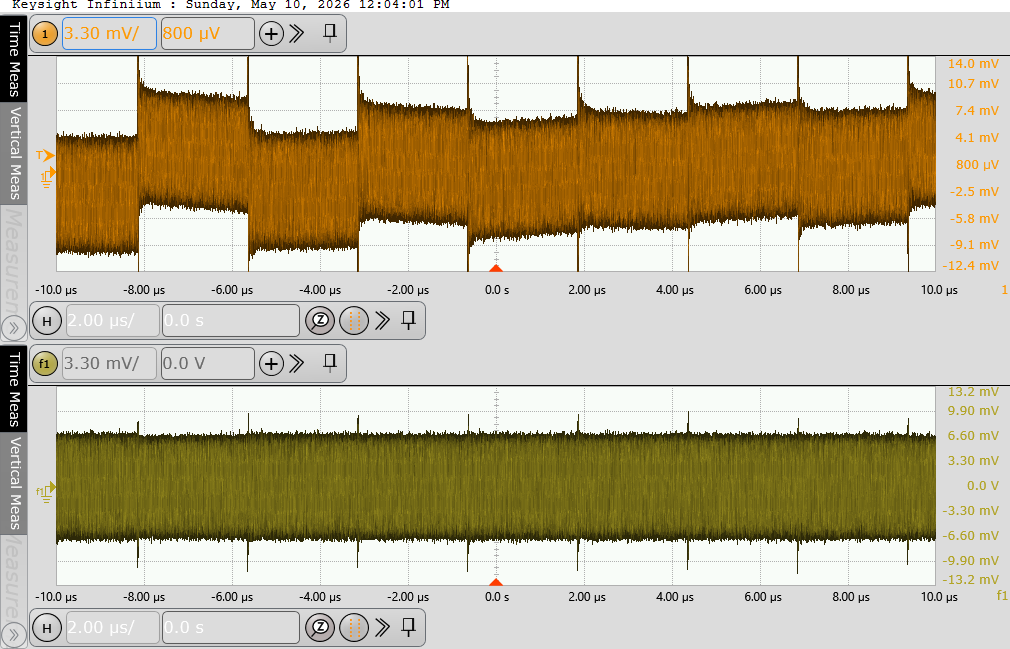 Keysight Infiniium : Sunday, May 10, 2026 12:04:01 PM
Time Meas
Vertical Meas
1
3.30 mV/
800 µV
+
14.0 mV
10.7 mV
7.4 mV
4.1 mV
800 µV
-2.5 mV
-5.8 mV
-9.1 mV
-12.4 mV
T
1
-10.0 µs
-8.00 µs
-6.00 µs
-4.00 µs
-2.00 µs
0.0 s
2.00 µs
4.00 µs
6.00 µs
8.00 µs
10.0 µs
1
H
2.00 µs/
0.0 s
Z
Time Meas
Vertical Meas
f1
3.30 mV/
0.0 V
+
13.2 mV
9.90 mV
6.60 mV
3.30 mV
0.0 V
-3.30 mV
-6.60 mV
-9.90 mV
-13.2 mV
f1
-10.0 µs
-8.00 µs
-6.00 µs
-4.00 µs
-2.00 µs
0.0 s
2.00 µs
4.00 µs
6.00 µs
8.00 µs
10.0 µs
f1
H
2.00 µs/
0.0 s
Z